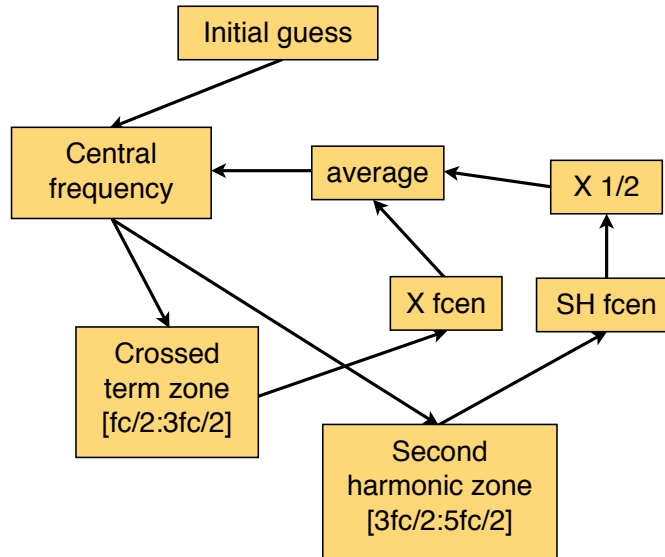 Initial guess
Central
frequency
average
X 1/2
X fcen
SH fcen
Crossed
term zone
[fc/2:3fc/2]
Second
harmonic zone
[3fc/2:5fc/2]